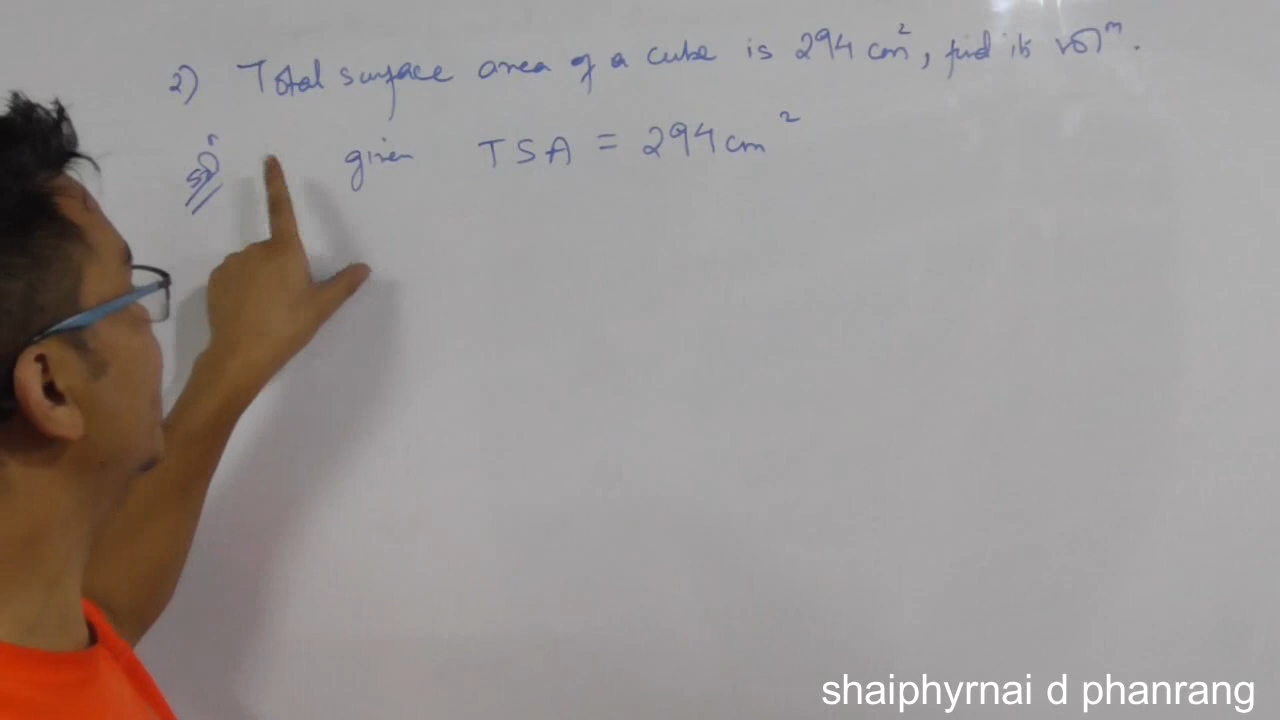 2) Total surface area of a cube is 294 cm², find its volᵐ.
Solⁿ given TSA = 294 cm²
shaiphyrnai d phanrang